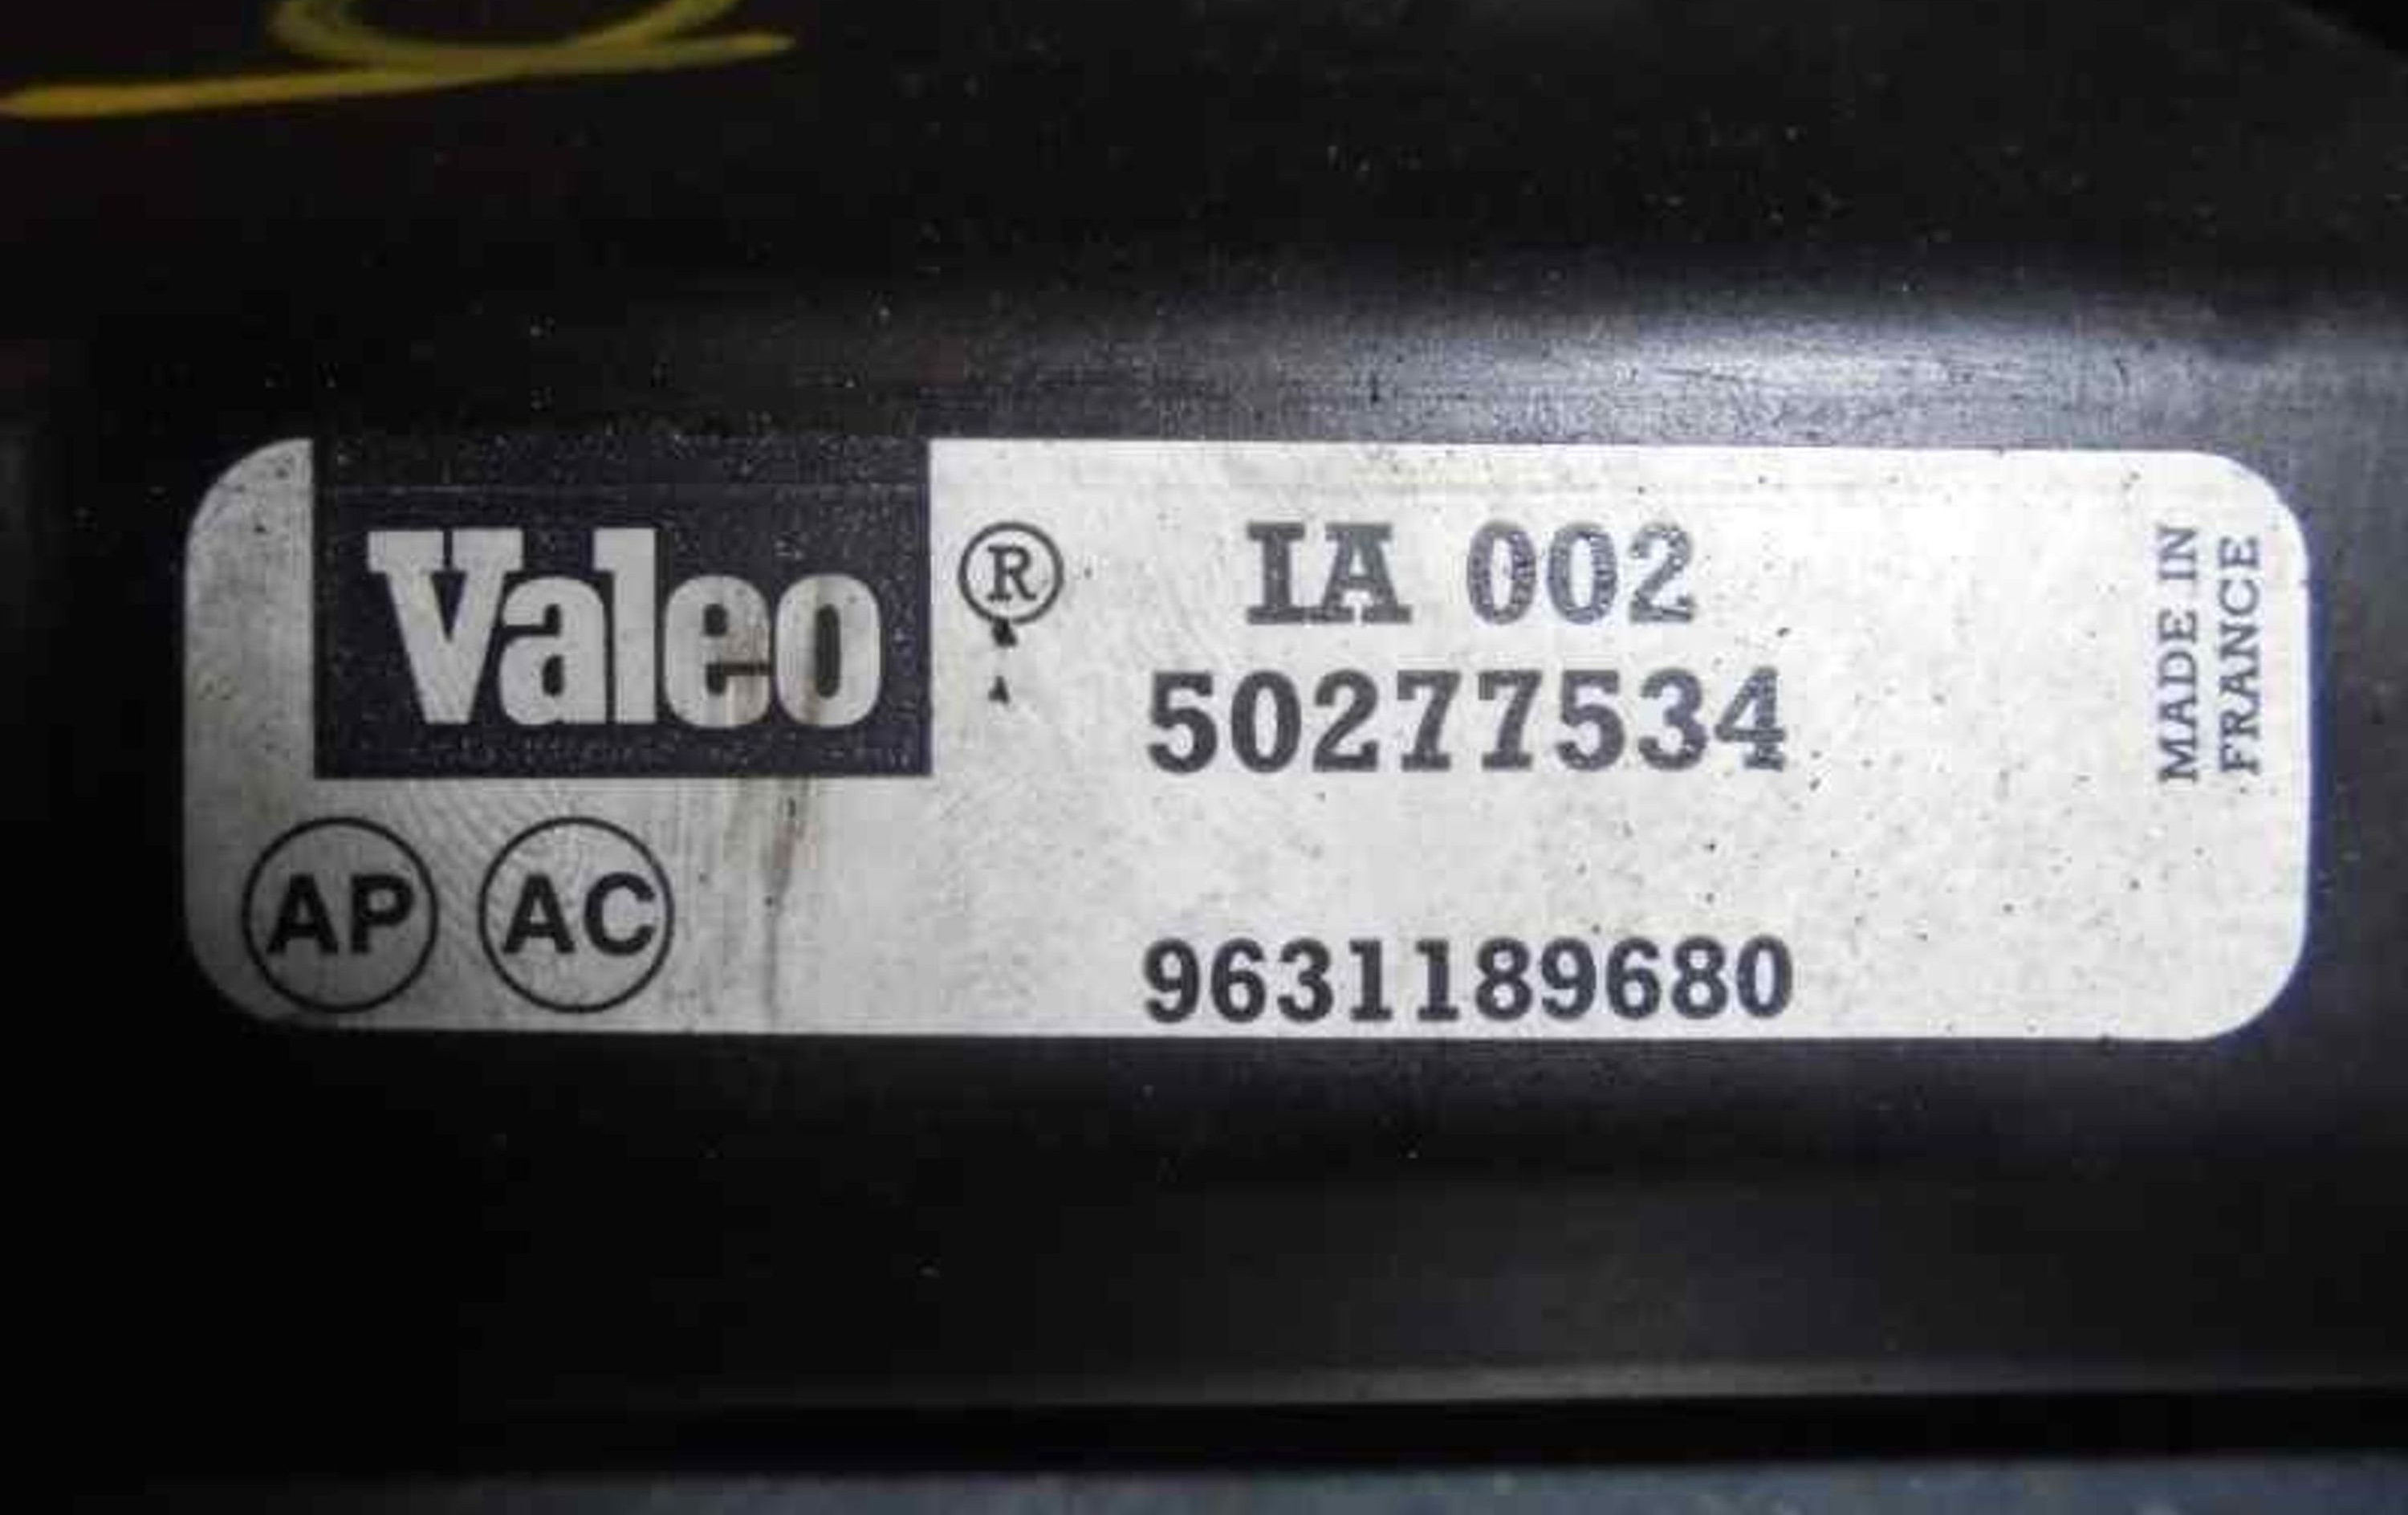 Valeo ® IA 002
50277534
MADE IN
FRANCE
AP AC
9631189680